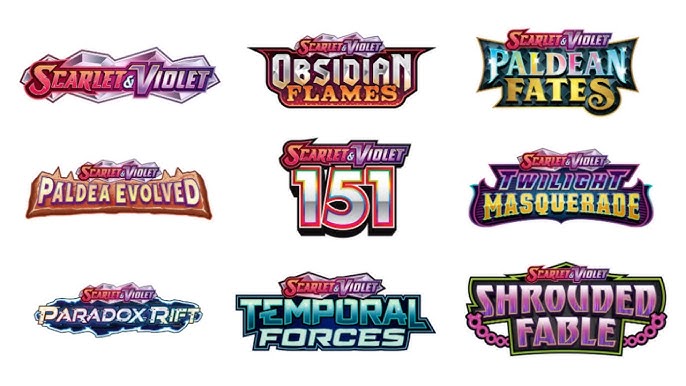 SCARLET & VIOLET
SCARLET & VIOLET
OBSIDIAN
FLAMES
SCARLET & VIOLET
PALDEAN
FATES
SCARLET & VIOLET
PALDEA EVOLVED
SCARLET & VIOLET
151
SCARLET & VIOLET
TWILIGHT
MASQUERADE
SCARLET & VIOLET
PARADOX RIFT
SCARLET & VIOLET
TEMPORAL
FORCES
SCARLET & VIOLET
SHROUDED
FABLE